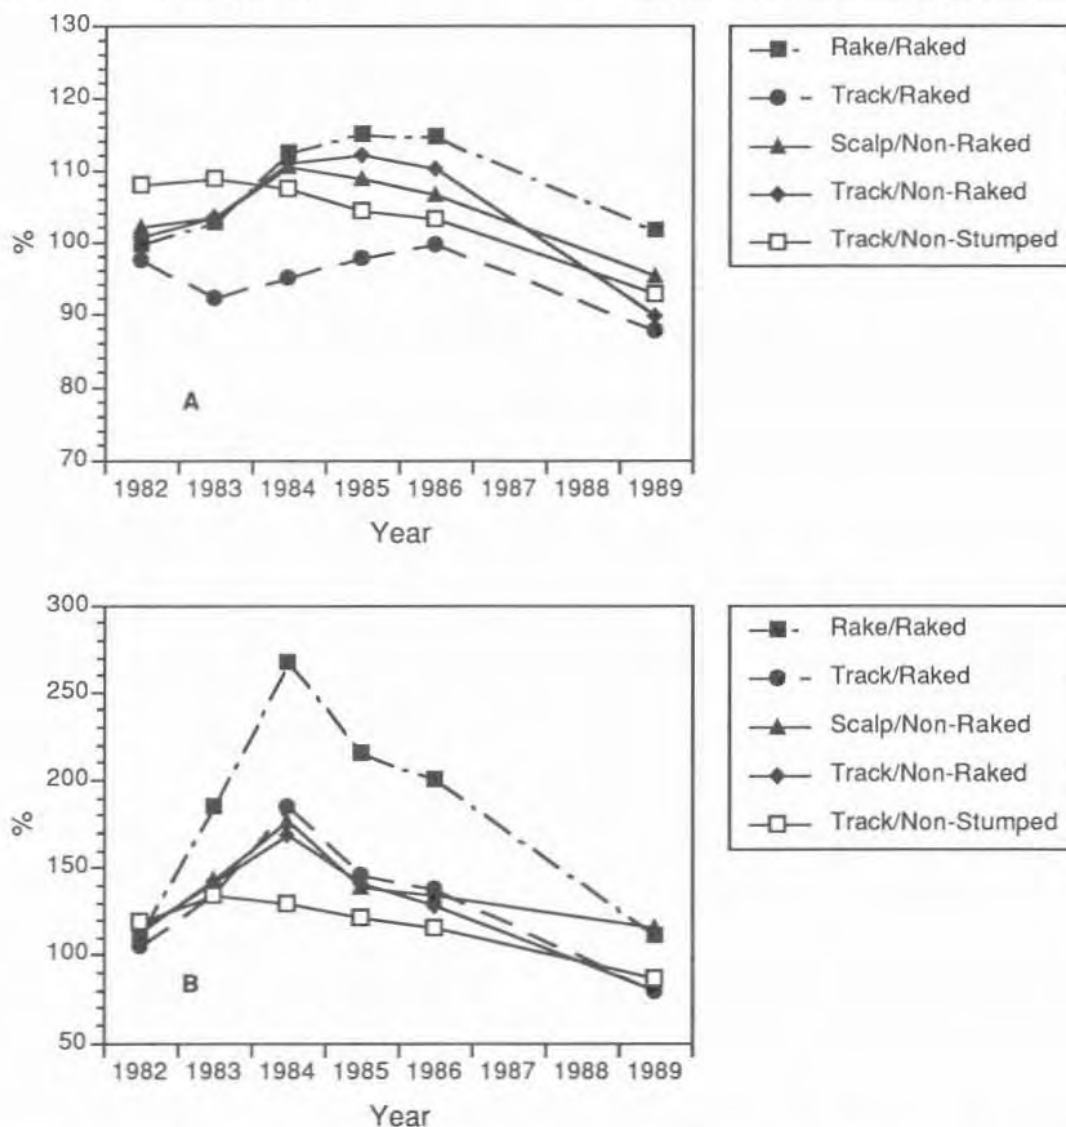 130
120
110
100
90
80
70
%
A
1982 1983 1984 1985 1986 1987 1988 1989
Year
Rake/Raked
Track/Raked
Scalp/Non-Raked
Track/Non-Raked
Track/Non-Stumped
300
250
200
150
100
50
%
B
1982 1983 1984 1985 1986 1987 1988 1989
Year
Rake/Raked
Track/Raked
Scalp/Non-Raked
Track/Non-Raked
Track/Non-Stumped